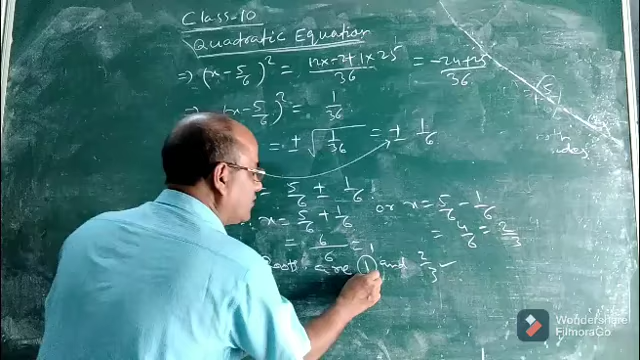 Class-10
Quadratic Equation
⇒ (x - 5/6)² = (12x-2+1×25)/36 = (-24+25)/36
⇒ (x - 5/6)² = 1/36
= ± √(1/36) = ± 1/6
5/6 ± 1/6
x = 5/6 + 1/6 or x = 5/6 - 1/6
= 6/6 = 1 = 4/6 = 2/3
Roots are 1 and 2/3
Wondershare
FilmoraGo